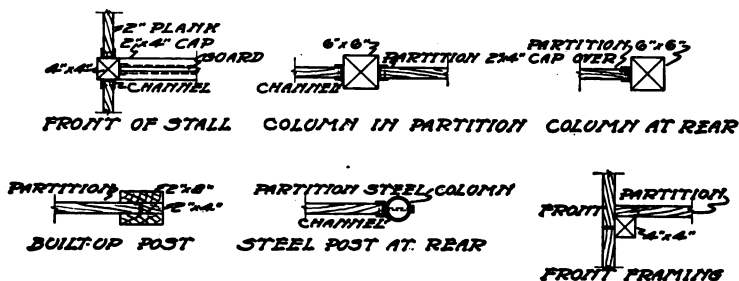 2" PLANK
2"x4" CAP
BOARD
4"x4"
CHANNEL
FRONT OF STALL
6"x6"
PARTITION
CHANNEL
COLUMN IN PARTITION
PARTITION 6"x6"
2"x4" CAP OVER
COLUMN AT REAR
PARTITION
2"x8"
2"x4"
BUILT-UP POST
PARTITION STEEL COLUMN
CHANNEL
STEEL POST AT REAR
PARTITION
FRONT
4"x4"
FRONT FRAMING